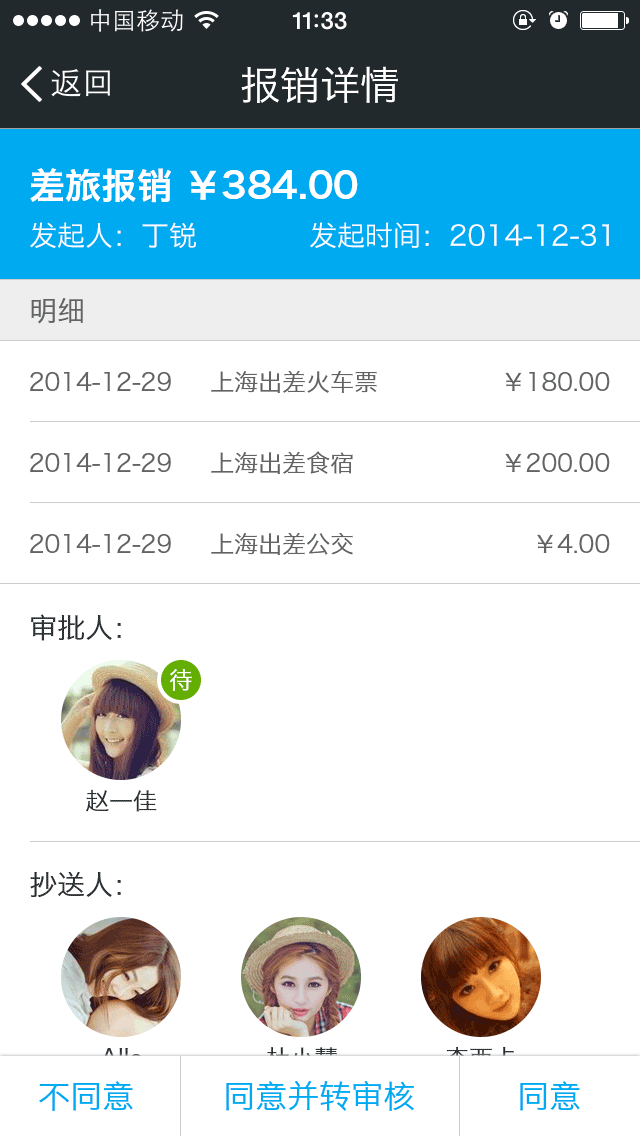 中国移动 11:33
返回 报销详情
差旅报销 ¥384.00
发起人：丁锐 发起时间：2014-12-31
明细
2014-12-29 上海出差火车票 ¥180.00
2014-12-29 上海出差食宿 ¥200.00
2014-12-29 上海出差公交 ¥4.00
审批人：
待
赵一佳
抄送人：
不同意 同意并转审核 同意